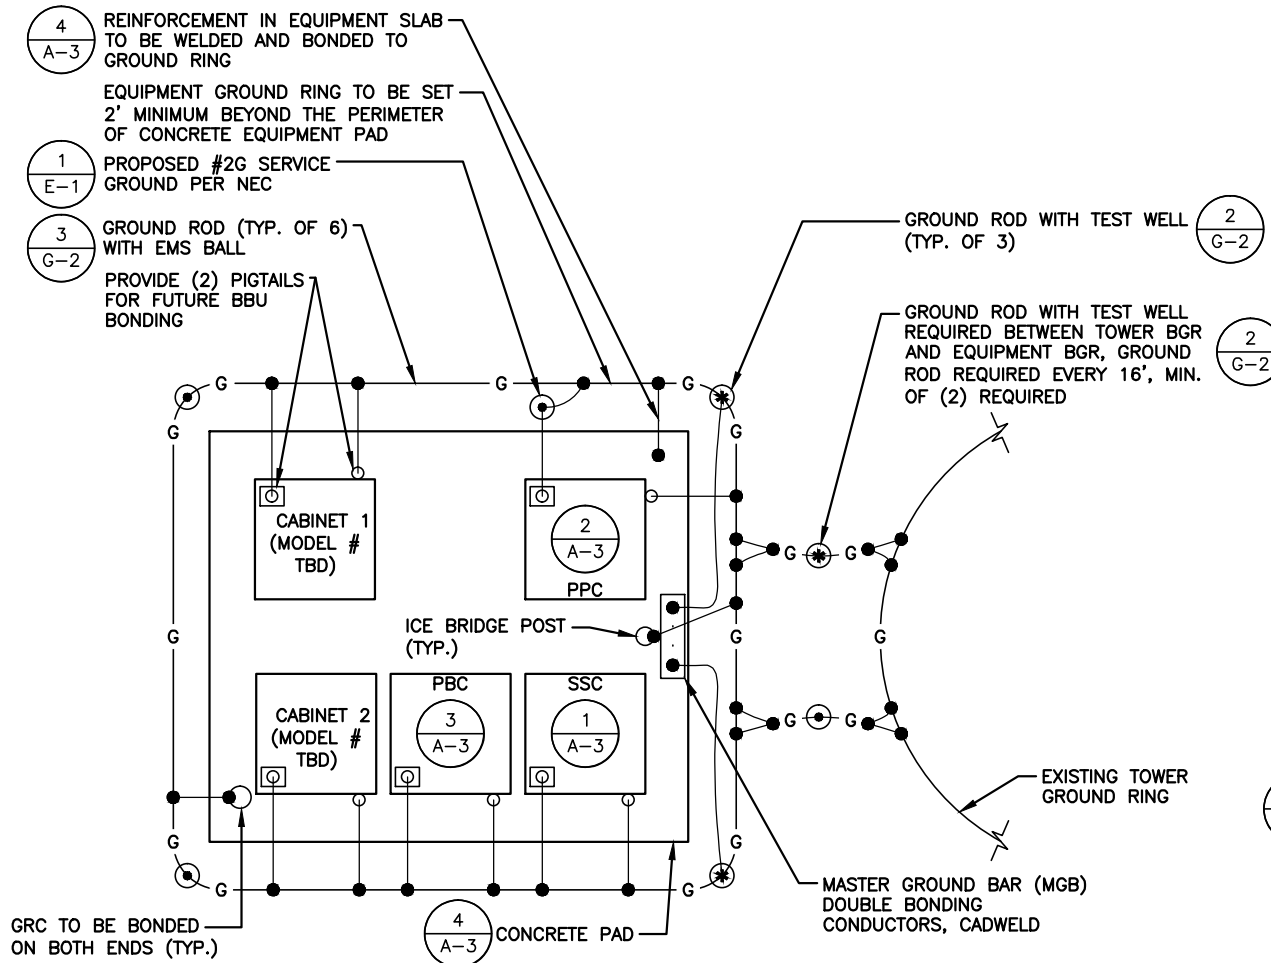 4
A-3
REINFORCEMENT IN EQUIPMENT SLAB
TO BE WELDED AND BONDED TO
GROUND RING
EQUIPMENT GROUND RING TO BE SET
2' MINIMUM BEYOND THE PERIMETER
OF CONCRETE EQUIPMENT PAD
1
E-1
PROPOSED #2G SERVICE
GROUND PER NEC
3
G-2
GROUND ROD (TYP. OF 6)
WITH EMS BALL
PROVIDE (2) PIGTAILS
FOR FUTURE BBU
BONDING
GROUND ROD WITH TEST WELL
(TYP. OF 3)
2
G-2
GROUND ROD WITH TEST WELL
REQUIRED BETWEEN TOWER BGR
AND EQUIPMENT BGR, GROUND
ROD REQUIRED EVERY 16', MIN.
OF (2) REQUIRED
2
G-2
G
G
G
G
G
CABINET 1
(MODEL #
TBD)
2
A-3
PPC
G
G
ICE BRIDGE POST
(TYP.)
G
G
G
CABINET 2
(MODEL #
TBD)
PBC
3
A-3
SSC
1
A-3
G
G
EXISTING TOWER
GROUND RING
G
G
G
G
MASTER GROUND BAR (MGB)
DOUBLE BONDING
CONDUCTORS, CADWELD
GRC TO BE BONDED
ON BOTH ENDS (TYP.)
4
A-3
CONCRETE PAD